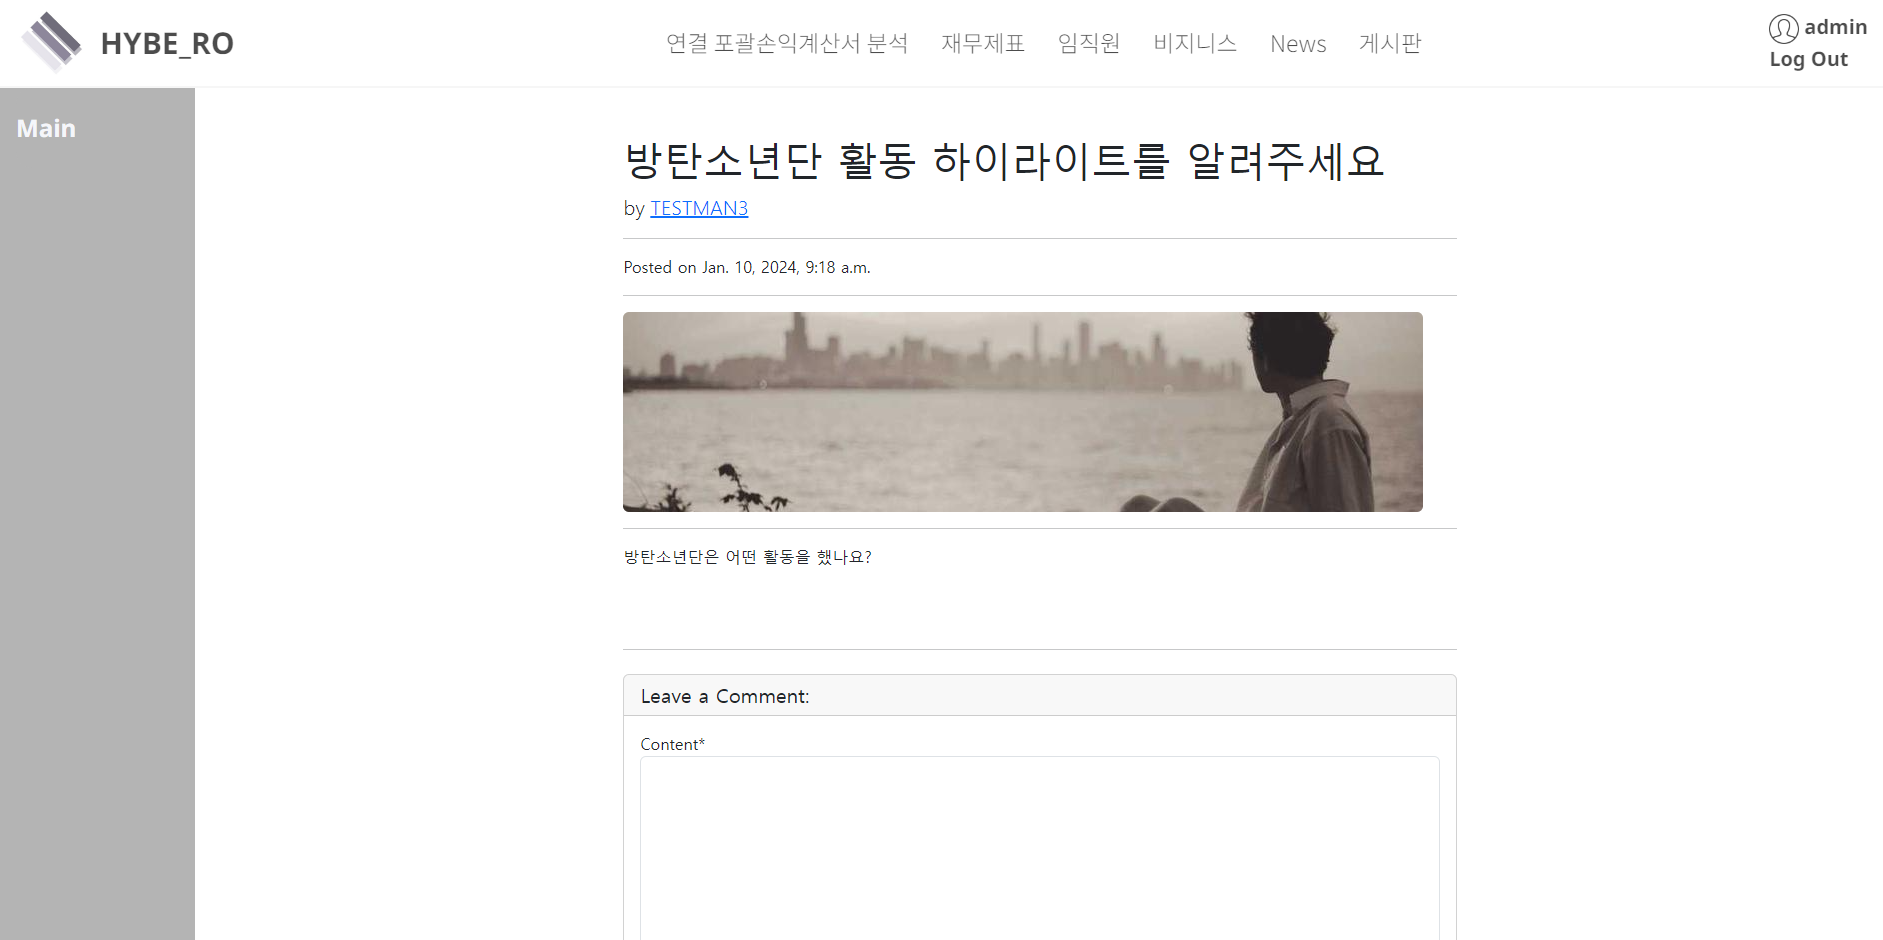 HYBE_RO
연결 포괄손익계산서 분석 재무제표 임직원 비지니스 News 게시판
admin
Log Out
Main
방탄소년단 활동 하이라이트를 알려주세요
by TESTMAN3
Posted on Jan. 10, 2024, 9:18 a.m.
방탄소년단은 어떤 활동을 했나요?
Leave a Comment:
Content*